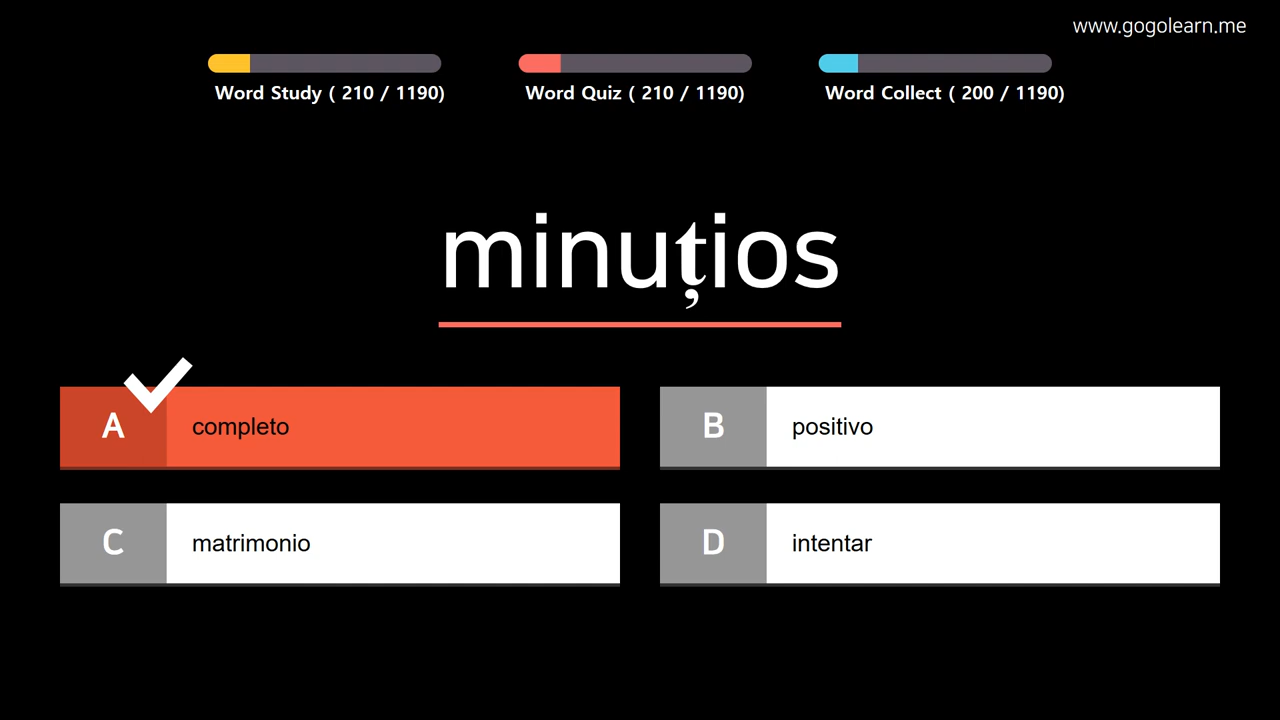 www.gogolearn.me
Word Study ( 210 / 1190)
Word Quiz ( 210 / 1190)
Word Collect ( 200 / 1190)
minuțios
A completo
B positivo
C matrimonio
D intentar